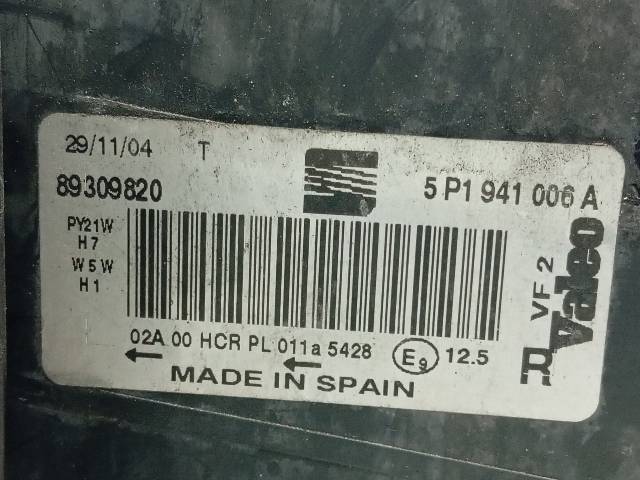 29/11/04 T
89309820 5 P1 941 006 A
PY21W
H7
W5W
H1
02A 00 HCR PL 011a 5428 E9 12.5
MADE IN SPAIN
VF 2
Valeo
R